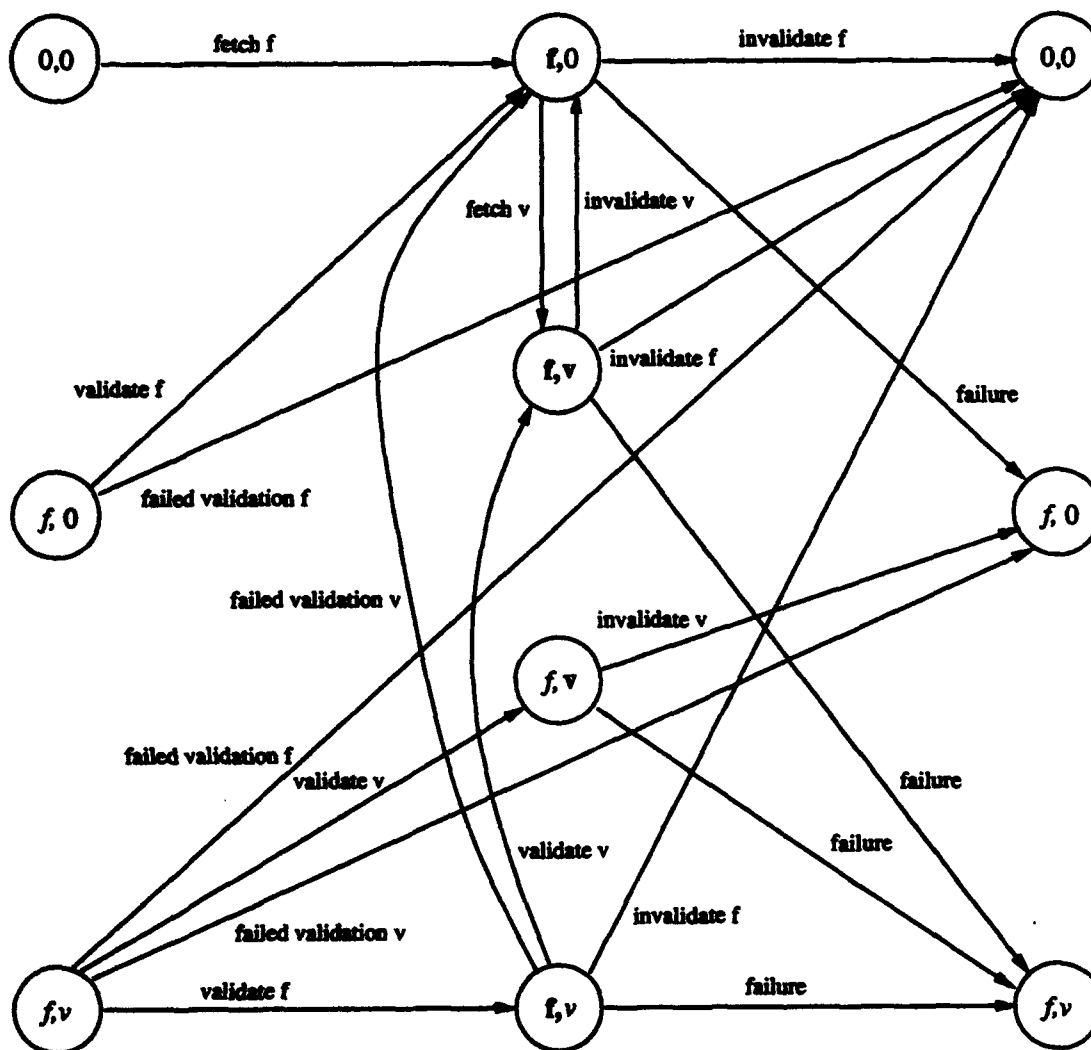 0,0
fetch f
f,0
invalidate f
0,0
fetch v
invalidate v
validate f
f,v
invalidate f
failure
f, 0
failed validation f
f, 0
failed validation v
invalidate v
f, v
failed validation f
validate v
failure
failure
validate v
invalidate f
failed validation v
f,v
validate f
f,v
failure
f,v